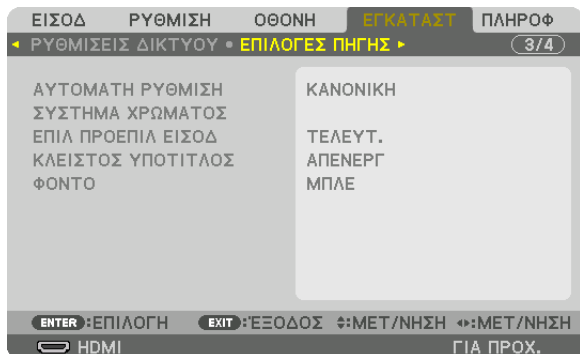 ΕΙΣΟΔ ΡΥΘΜΙΣΗ ΟΘΟΝΗ ΕΓΚΑΤΑΣΤ ΠΛΗΡΟΦ
◂ ΡΥΘΜΙΣΕΙΣ ΔΙΚΤΥΟΥ • ΕΠΙΛΟΓΕΣ ΠΗΓΗΣ ▸ 3/4
ΑΥΤΟΜΑΤΗ ΡΥΘΜΙΣΗ ΚΑΝΟΝΙΚΗ
ΣΥΣΤΗΜΑ ΧΡΩΜΑΤΟΣ
ΕΠΙΛ ΠΡΟΕΠΙΛ ΕΙΣΟΔ ΤΕΛΕΥΤ.
ΚΛΕΙΣΤΟΣ ΥΠΟΤΙΤΛΟΣ ΑΠΕΝΕΡΓ
ΦΟΝΤΟ ΜΠΛΕ
ENTER:ΕΠΙΛΟΓΗ EXIT:ΈΞΟΔΟΣ ⬍:ΜΕΤ/ΝΗΣΗ ⬌:ΜΕΤ/ΝΗΣΗ
HDMI ΓΙΑ ΠΡΟΧ.